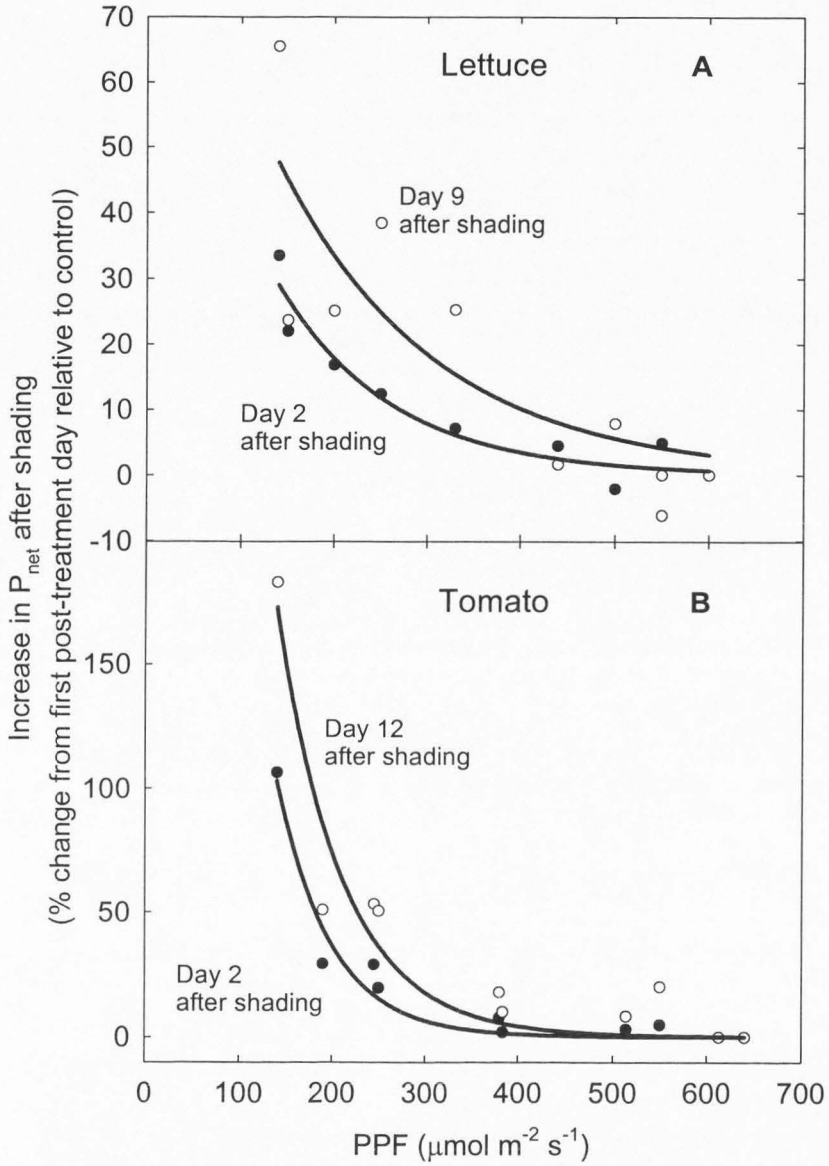 Increase in Pnet after shading
(% change from first post-treatment day relative to control)
70
60
50
40
30
20
10
0
-10
Lettuce A
Day 9
after shading
Day 2
after shading
150
100
50
0
Tomato B
Day 12
after shading
Day 2
after shading
0 100 200 300 400 500 600 700
PPF (μmol m⁻² s⁻¹)